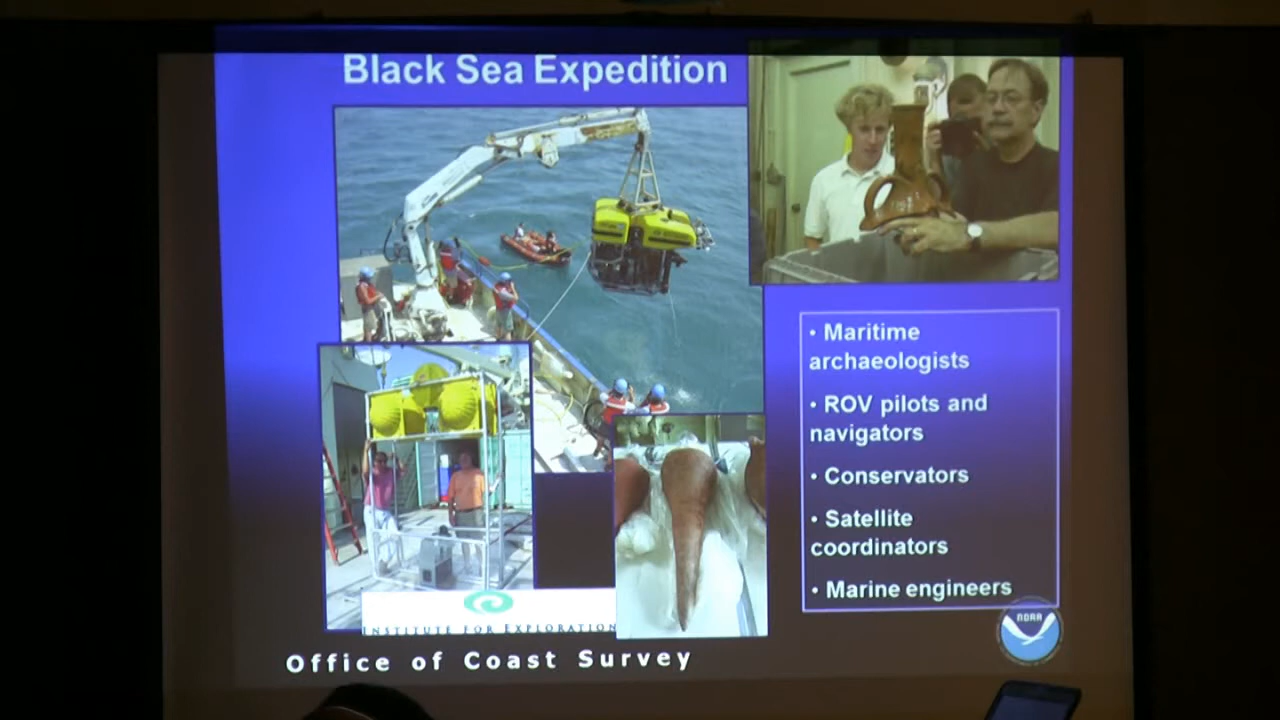 Black Sea Expedition
• Maritime
archaeologists
• ROV pilots and
navigators
• Conservators
• Satellite
coordinators
• Marine engineers
INSTITUTE FOR EXPLORATION
NOAA
Office of Coast Survey